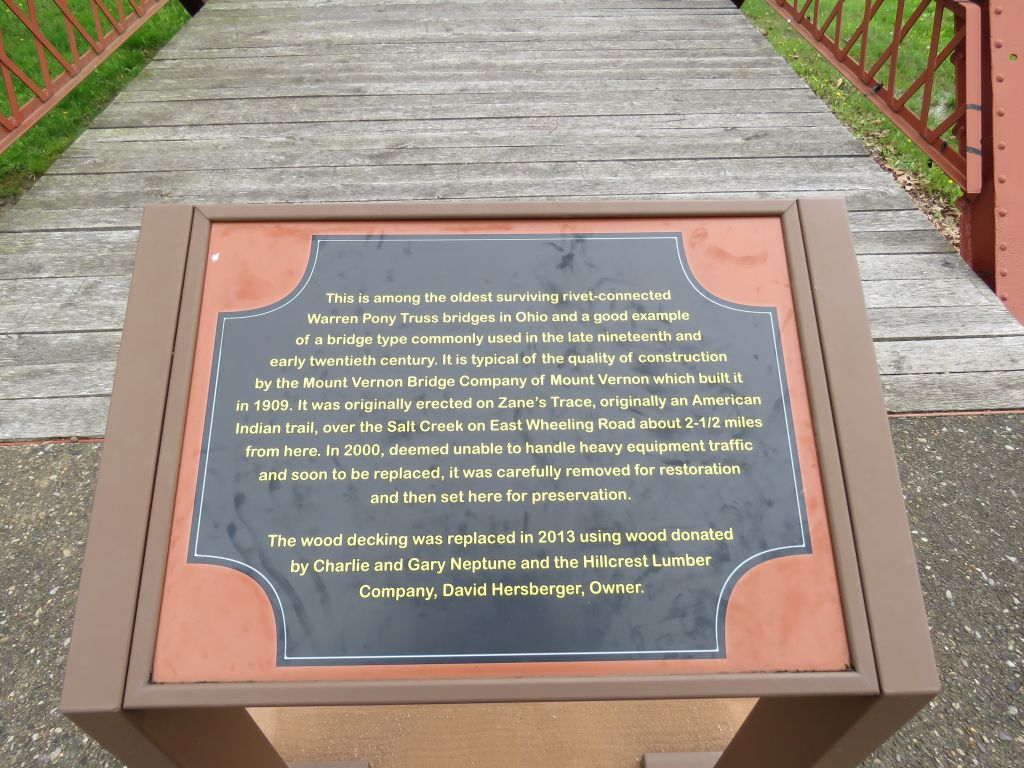 This is among the oldest surviving rivet-connected
Warren Pony Truss bridges in Ohio and a good example
of a bridge type commonly used in the late nineteenth and
early twentieth century. It is typical of the quality of construction
by the Mount Vernon Bridge Company of Mount Vernon which built it
in 1909. It was originally erected on Zane's Trace, originally an American
Indian trail, over the Salt Creek on East Wheeling Road about 2-1/2 miles
from here. In 2000, deemed unable to handle heavy equipment traffic
and soon to be replaced, it was carefully removed for restoration
and then set here for preservation.
The wood decking was replaced in 2013 using wood donated
by Charlie and Gary Neptune and the Hillcrest Lumber
Company, David Hersberger, Owner.